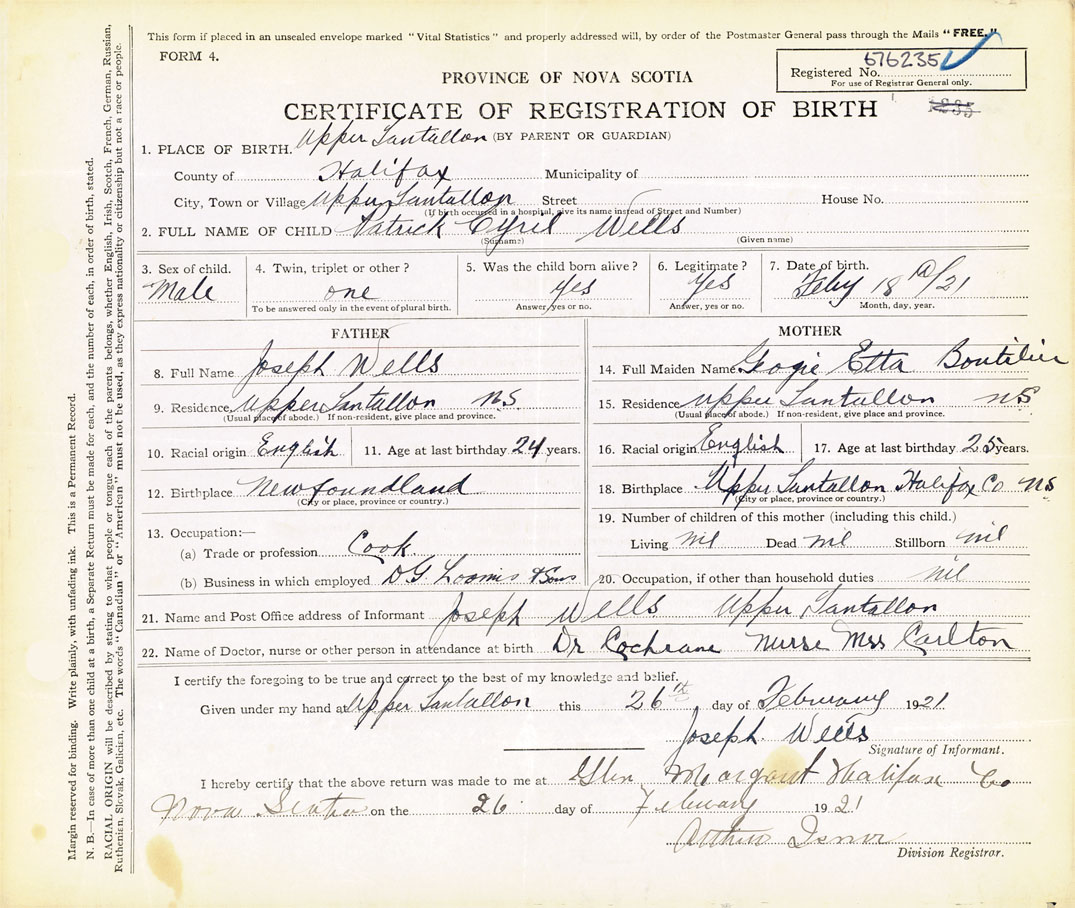 This form if placed in an unsealed envelope marked "Vital Statistics" and properly addressed will, by order of the Postmaster General pass through the Mails "FREE."
FORM 4.
676235
Registered No.
For use of Registrar General only.
PROVINCE OF NOVA SCOTIA
CERTIFICATE OF REGISTRATION OF BIRTH
(BY PARENT OR GUARDIAN)
1. PLACE OF BIRTH. Upper Tantallon
County of Halifax Municipality of
City, Town or Village Upper Tantallon Street House No.
(If birth occurred in a hospital, give its name instead of Street and Number)
2. FULL NAME OF CHILD Patrick Cyril Wells
(Surname) (Given name)
3. Sex of child. 4. Twin, triplet or other? 5. Was the child born alive? 6. Legitimate? 7. Date of birth.
Male one Yes Yes Feby 18 19/21
To be answered only in the event of plural birth. Answer, yes or no. Answer, yes or no. Month, day, year.
FATHER
8. Full Name Joseph Wells
9. Residence Upper Tantallon N.S.
(Usual place of abode.) If non-resident, give place and province.
10. Racial origin English 11. Age at last birthday 24 years.
12. Birthplace Newfoundland
(City or place, province or country.)
13. Occupation:—
(a) Trade or profession Cook
(b) Business in which employed D G Loomis & Sons
MOTHER
14. Full Maiden Name Gogie Etta Boutilier
15. Residence Upper Tantallon NS
(Usual place of abode.) If non-resident, give place and province.
16. Racial origin English 17. Age at last birthday 25 years.
18. Birthplace Upper Tantallon Halifax Co NS
(City or place, province or country.)
19. Number of children of this mother (including this child.)
Living nil Dead nil Stillborn nil
20. Occupation, if other than household duties nil
21. Name and Post Office address of Informant Joseph Wells Upper Tantallon
22. Name of Doctor, nurse or other person in attendance at birth Dr Cochrane Nurse Mrs Carlton
I certify the foregoing to be true and correct to the best of my knowledge and belief.
Given under my hand at Upper Tantallon this 26th day of February 1921
Joseph Wells
Signature of Informant.
I hereby certify that the above return was made to me at Glen Margaret Halifax Co
Nova Scotia on the 26 day of February 1921
Arthur Isnor
Division Registrar.
Margin reserved for binding. Write plainly, with unfading ink. This is a Permanent Record.
N. B.—In case of more than one child at a birth, a Separate Return must be made for each, and the number of each, in order of birth, stated.
RACIAL ORIGIN will be described by stating to what people or tongue each of the parents belongs, whether English, Irish, Scotch, French, German, Russian,
Ruthenian, Slovak, Galician, etc. The words "Canadian" or "American" must not be used, as they express nationality or citizenship but not a race or people.